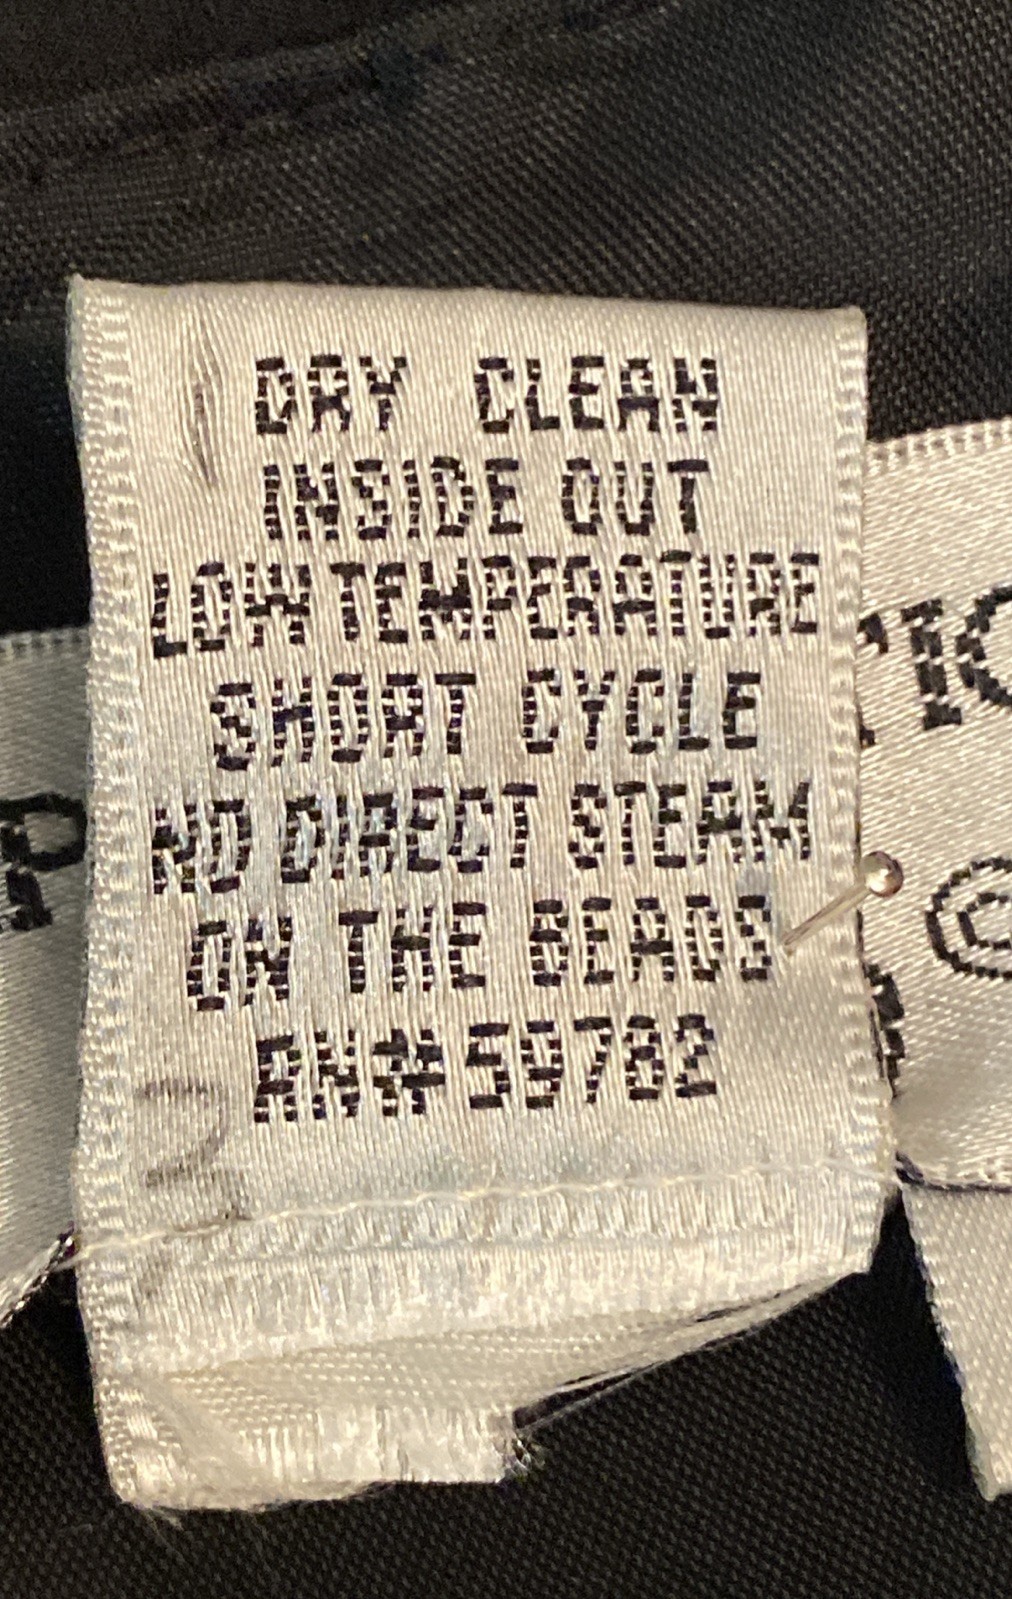 DRY CLEAN
INSIDE OUT
LOW TEMPERATURE
SHORT CYCLE
NO DIRECT STEAM
ON THE BEADS
RN# 59782
©